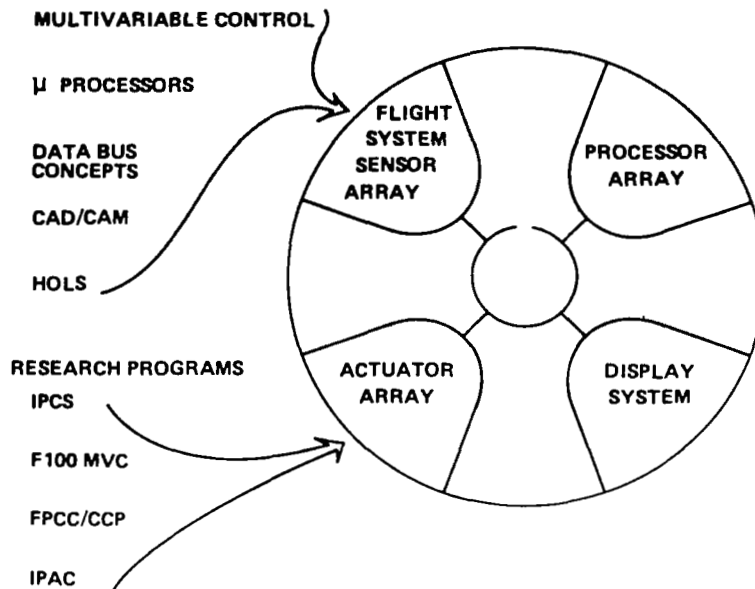 MULTIVARIABLE CONTROL
μ PROCESSORS
DATA BUS
CONCEPTS
CAD/CAM
HOLS
RESEARCH PROGRAMS
IPCS
F100 MVC
FPCC/CCP
IPAC
FLIGHT
SYSTEM
SENSOR
ARRAY
PROCESSOR
ARRAY
ACTUATOR
ARRAY
DISPLAY
SYSTEM